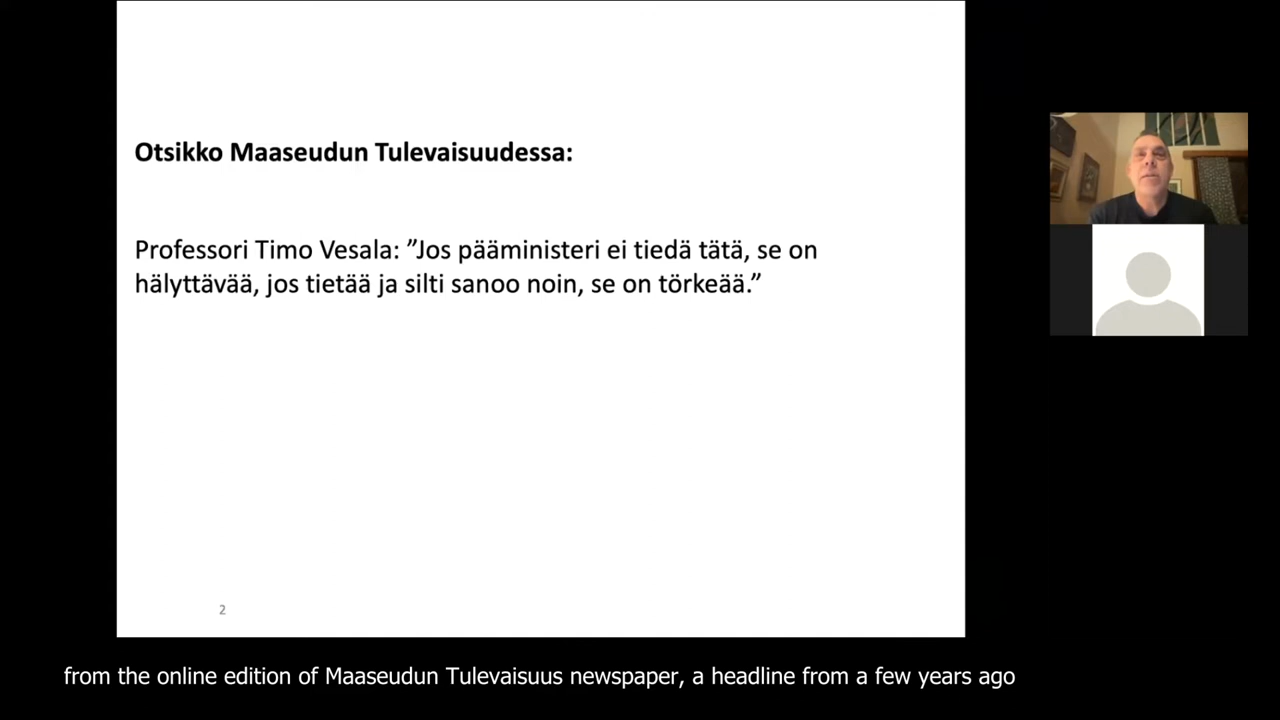 Otsikko Maaseudun Tulevaisuudessa:
Professori Timo Vesala: ”Jos pääministeri ei tiedä tätä, se on
hälyttävää, jos tietää ja silti sanoo noin, se on törkeää.”
2
from the online edition of Maaseudun Tulevaisuus newspaper, a headline from a few years ago